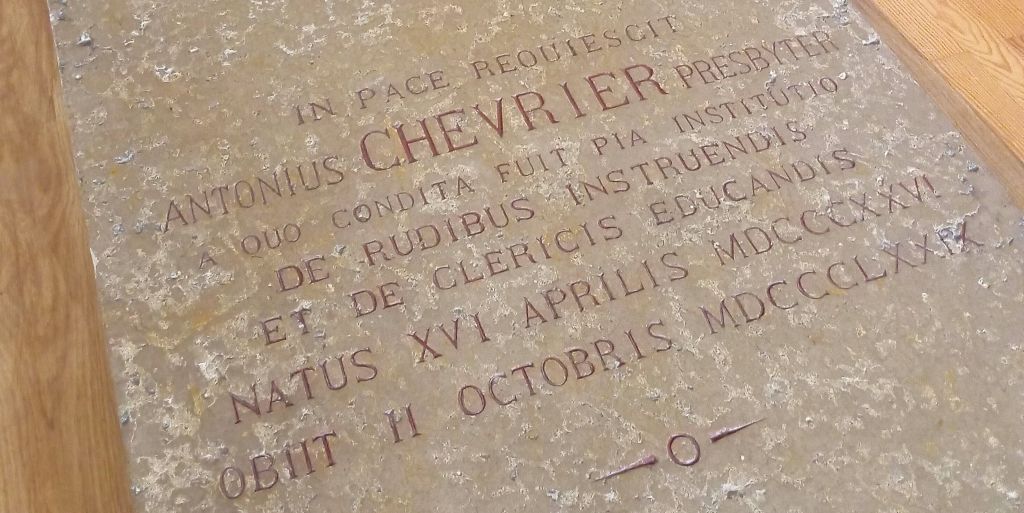 IN PACE REQUIESCIT
ANTONIUS CHEVRIER PRESBYTER
A QUO CONDITA FUIT PIA INSTITUTIO
DE RUDIBUS INSTRUENDIS
ET DE CLERICIS EDUCANDIS
NATUS XVI APRILIS MDCCCXXVI
OBIIT II OCTOBRIS MDCCCLXXIX